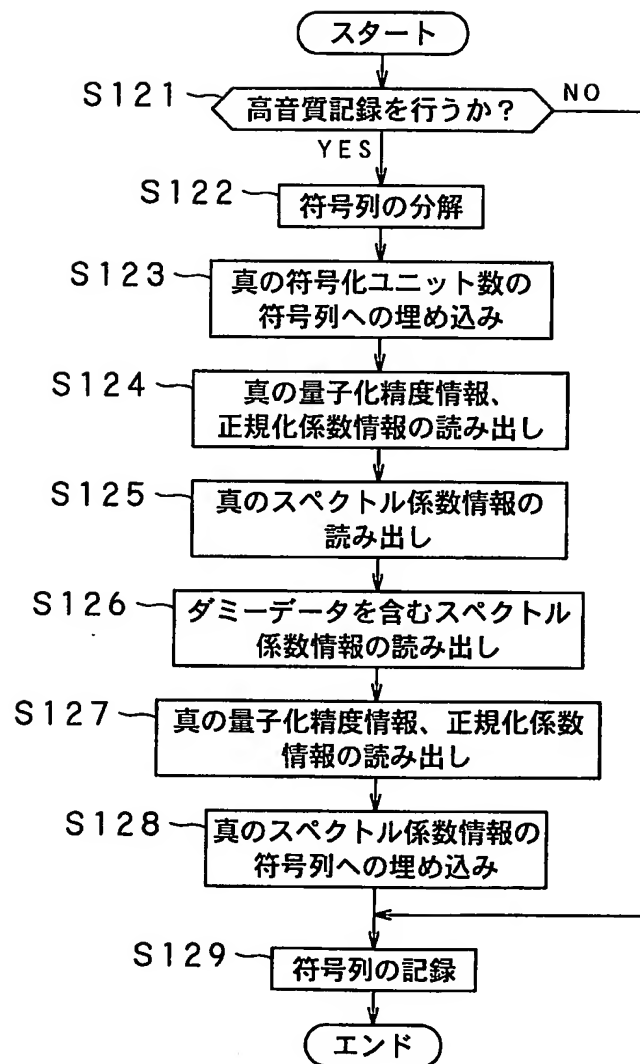 スタート
S121
高音質記録を行うか？
NO
YES
S122
符号列の分解
S123
真の符号化ユニット数の
符号列への埋め込み
S124
真の量子化精度情報、
正規化係数情報の読み出し
S125
真のスペクトル係数情報の
読み出し
S126
ダミーデータを含むスペクトル
係数情報の読み出し
S127
真の量子化精度情報、正規化係数
情報の読み出し
S128
真のスペクトル係数情報の
符号列への埋め込み
S129
符号列の記録
エンド